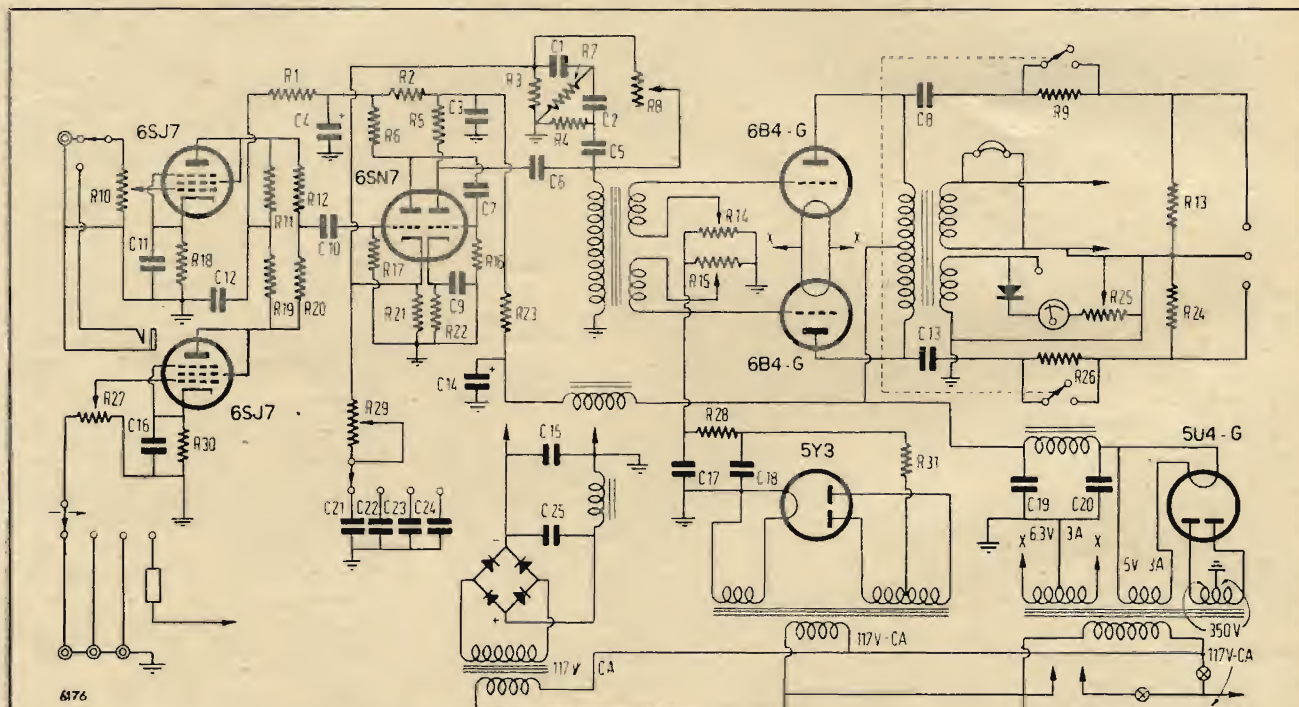 C1
R7
R1
R2
R3
R8
C8
R9
6SJ7
C4
R6
R5
C3
C2
6B4-G
R4
C5
6SN7
C6
R10
R12
C7
R13
R11
R14
X
X
C10
C11
R18
R17
R16
C12
R15
R25
C9
R19
R20
R21
R22
R23
C13
R24
6B4-G
R26
C14
R27
6SJ7
R29
R28
5U4-G
C16
R30
C15
5Y3
R31
C17
C18
C19
C20
C21
C22
C23
C24
C25
6.3V 3A
X
X
5V 3A
-
+
350V
117V-CA
117V CA
117V-CA
6176